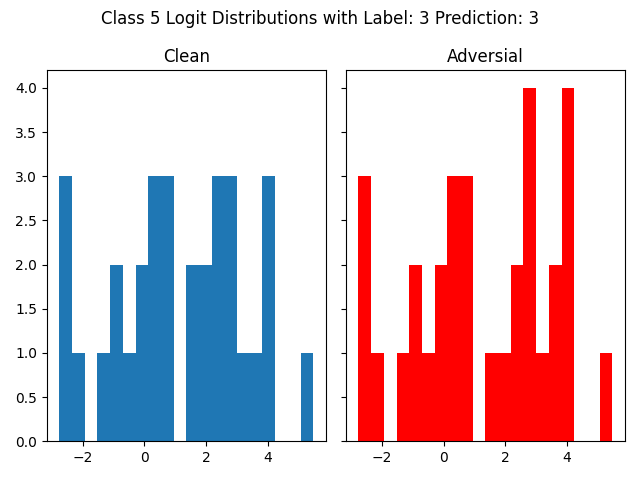 Class 5 Logit Distributions with Label: 3 Prediction: 3
Clean
Adversial
4.0
3.5
3.0
2.5
2.0
1.5
1.0
0.5
0.0
−2 0 2 4
−2 0 2 4